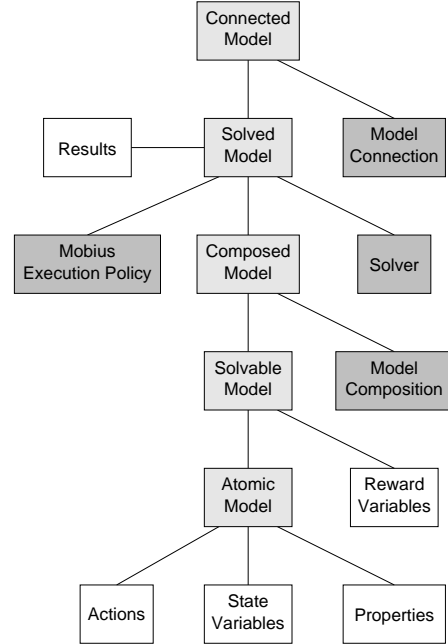 Connected
Model
Results
Solved
Model
Model
Connection
Mobius
Execution Policy
Composed
Model
Solver
Solvable
Model
Model
Composition
Atomic
Model
Reward
Variables
Actions
State
Variables
Properties